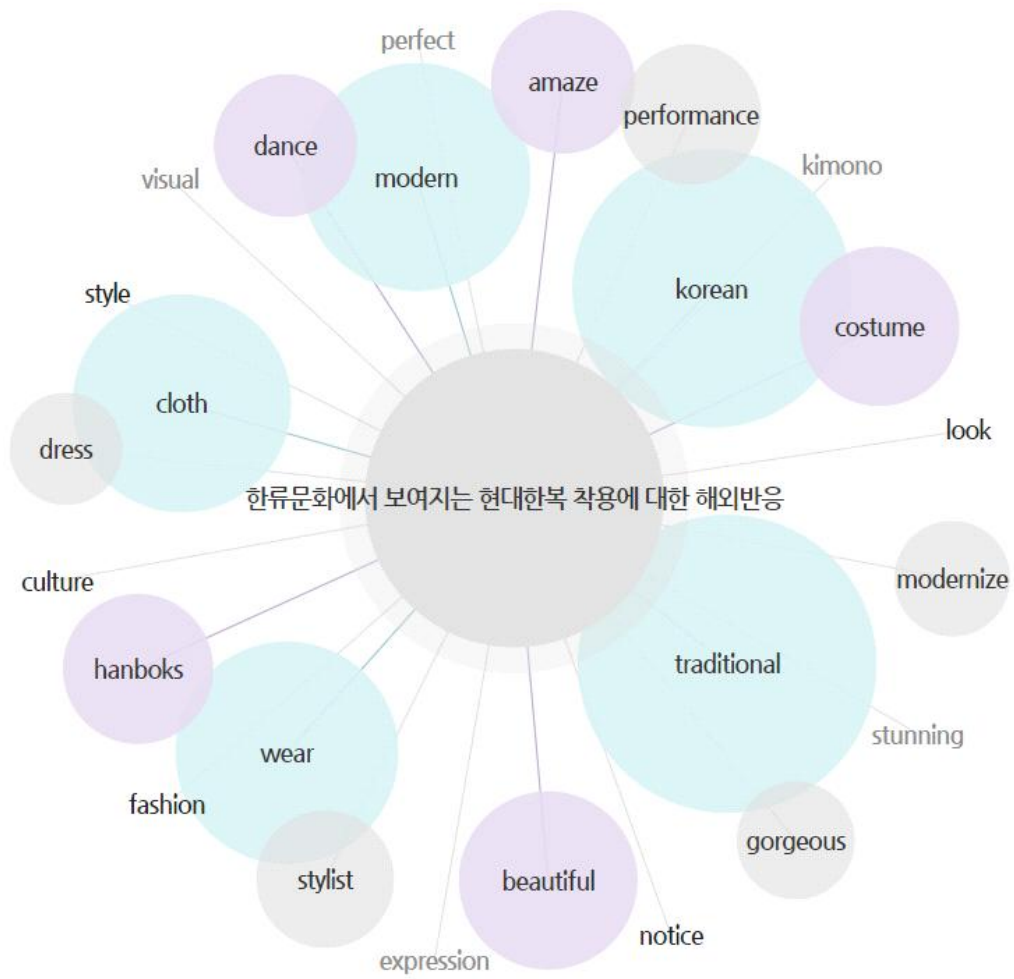 perfect
amaze
performance
dance
modern
kimono
visual
korean
style
costume
cloth
look
dress
한류문화에서 보여지는 현대한복 착용에 대한 해외반응
culture
modernize
hanboks
traditional
stunning
wear
fashion
gorgeous
stylist
beautiful
notice
expression